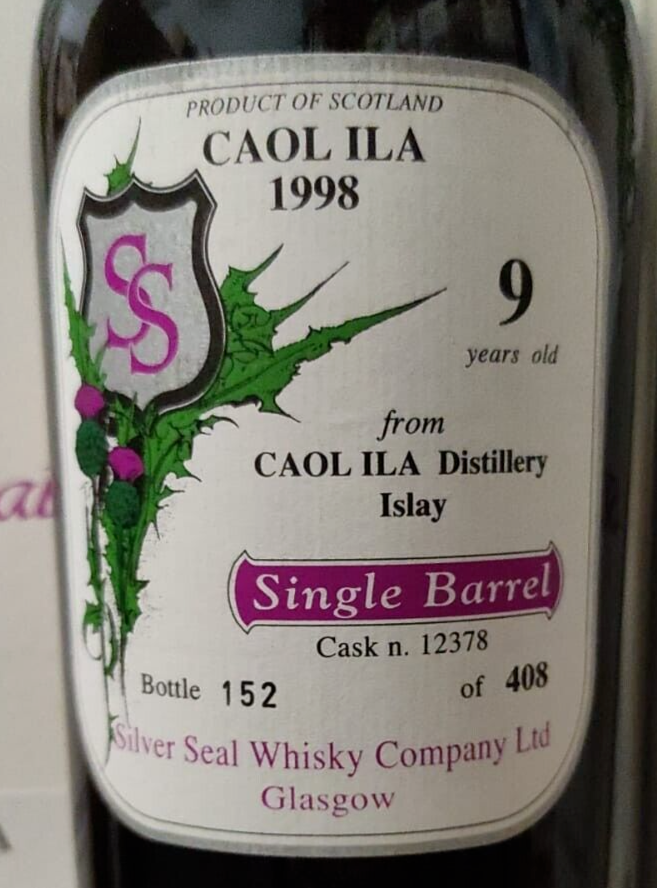 PRODUCT OF SCOTLAND
CAOL ILA
1998
SS
9
years old
from
CAOL ILA Distillery
Islay
Single Barrel
Cask n. 12378
Bottle 152 of 408
Silver Seal Whisky Company Ltd
Glasgow